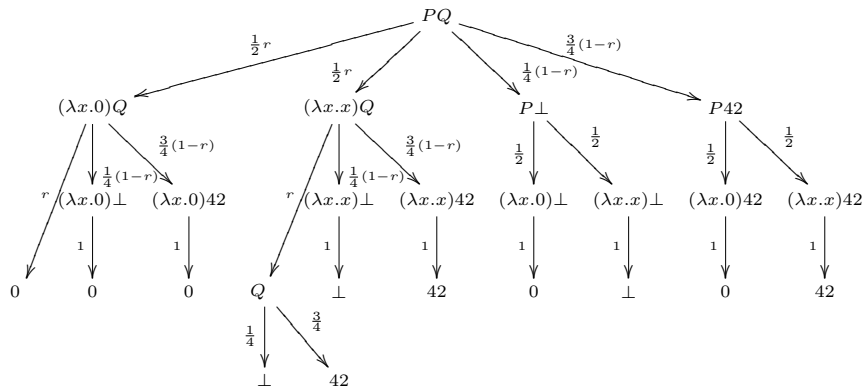 PQ
½r ½r ¼(1−r) ¾(1−r)
(λx.0)Q (λx.x)Q P⊥ P42
r ¼(1−r) ¾(1−r) r ¼(1−r) ¾(1−r) ½ ½ ½ ½
(λx.0)⊥ (λx.0)42 (λx.x)⊥ (λx.x)42 (λx.0)⊥ (λx.x)⊥ (λx.0)42 (λx.x)42
1 1 1 1 1 1 1 1
0 0 0 Q ⊥ 42 0 ⊥ 0 42
¼ ¾
⊥ 42